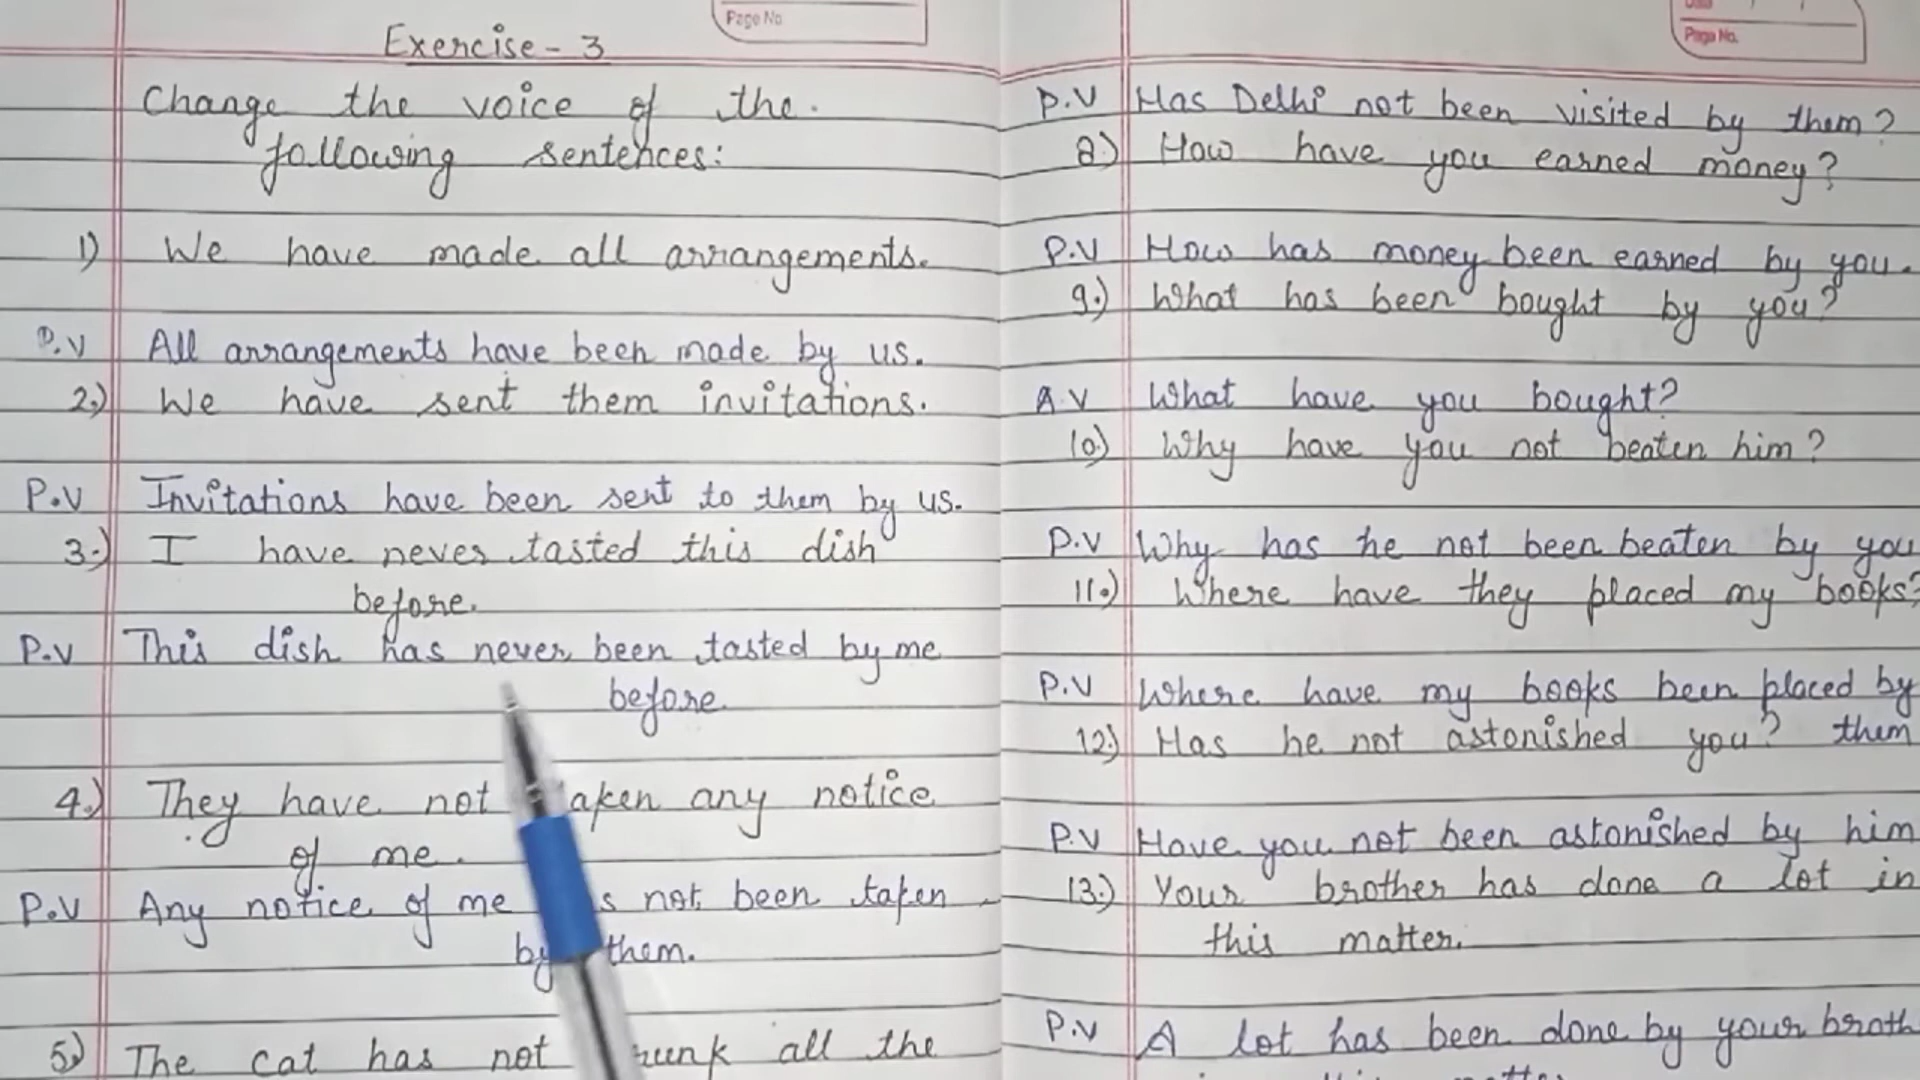 Page No
Exercise - 3
Change the voice of the.
following sentences:
1) We have made all arrangements.
P.V All arrangements have been made by us.
2.) We have sent them invitations.
P.V Invitations have been sent to them by us.
3.) I have never tasted this dish
before.
P.V This dish has never been tasted by me
before.
4.) They have not taken any notice
of me.
P.V Any notice of me has not been taken
by them.
5.) The cat has not drunk all the
Page No.
P.V Has Delhi not been visited by them?
8.) How have you earned money?
P.V How has money been earned by you.
9.) What has been bought by you?
A.V What have you bought?
10.) Why have you not beaten him?
P.V Why has he not been beaten by you
11.) Where have they placed my books?
P.V Where have my books been placed by
them
12.) Has he not astonished you?
P.V Have you not been astonished by him
13.) Your brother has done a lot in
this matter.
P.V A lot has been done by your broth